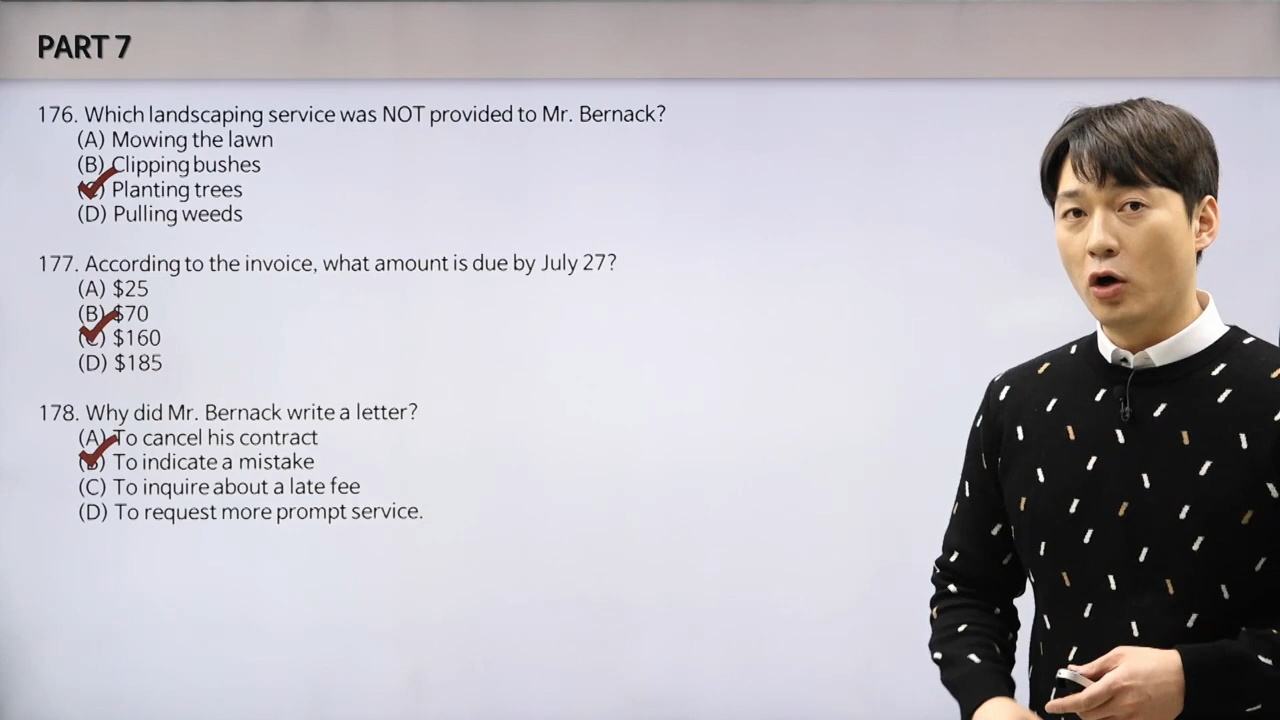 PART 7
176. Which landscaping service was NOT provided to Mr. Bernack?
(A) Mowing the lawn
(B) Clipping bushes
(C) Planting trees
(D) Pulling weeds
177. According to the invoice, what amount is due by July 27?
(A) $25
(B) $70
(C) $160
(D) $185
178. Why did Mr. Bernack write a letter?
(A) To cancel his contract
(B) To indicate a mistake
(C) To inquire about a late fee
(D) To request more prompt service.